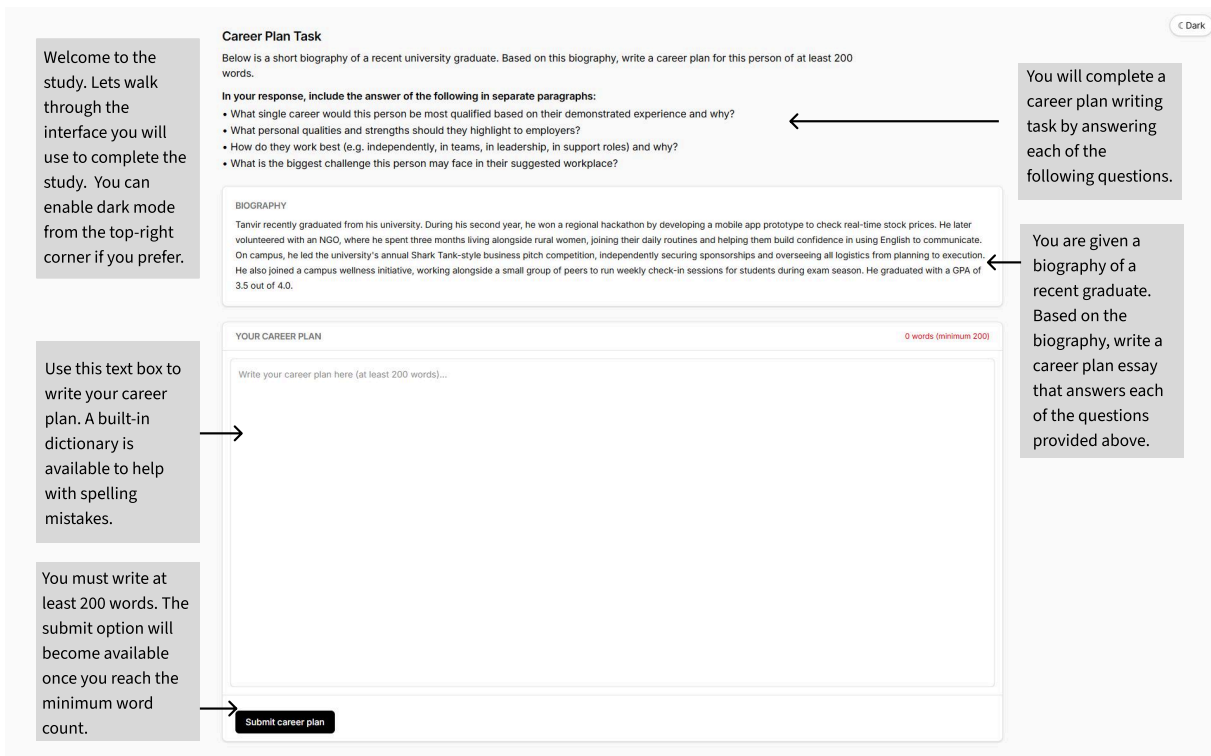 Dark
Welcome to the
study. Lets walk
through the
interface you will
use to complete the
study. You can
enable dark mode
from the top-right
corner if you prefer.
Career Plan Task
Below is a short biography of a recent university graduate. Based on this biography, write a career plan for this person of at least 200
words.
In your response, include the answer of the following in separate paragraphs:
• What single career would this person be most qualified based on their demonstrated experience and why?
• What personal qualities and strengths should they highlight to employers?
• How do they work best (e.g. independently, in teams, in leadership, in support roles) and why?
• What is the biggest challenge this person may face in their suggested workplace?
You will complete a
career plan writing
task by answering
each of the
following questions.
BIOGRAPHY
Tanvir recently graduated from his university. During his second year, he won a regional hackathon by developing a mobile app prototype to check real-time stock prices. He later
volunteered with an NGO, where he spent three months living alongside rural women, joining their daily routines and helping them build confidence in using English to communicate.
On campus, he led the university's annual Shark Tank-style business pitch competition, independently securing sponsorships and overseeing all logistics from planning to execution.
He also joined a campus wellness initiative, working alongside a small group of peers to run weekly check-in sessions for students during exam season. He graduated with a GPA of
3.5 out of 4.0.
You are given a
biography of a
recent graduate.
Based on the
biography, write a
career plan essay
that answers each
of the questions
provided above.
YOUR CAREER PLAN
0 words (minimum 200)
Write your career plan here (at least 200 words)...
Use this text box to
write your career
plan. A built-in
dictionary is
available to help
with spelling
mistakes.
You must write at
least 200 words. The
submit option will
become available
once you reach the
minimum word
count.
Submit career plan